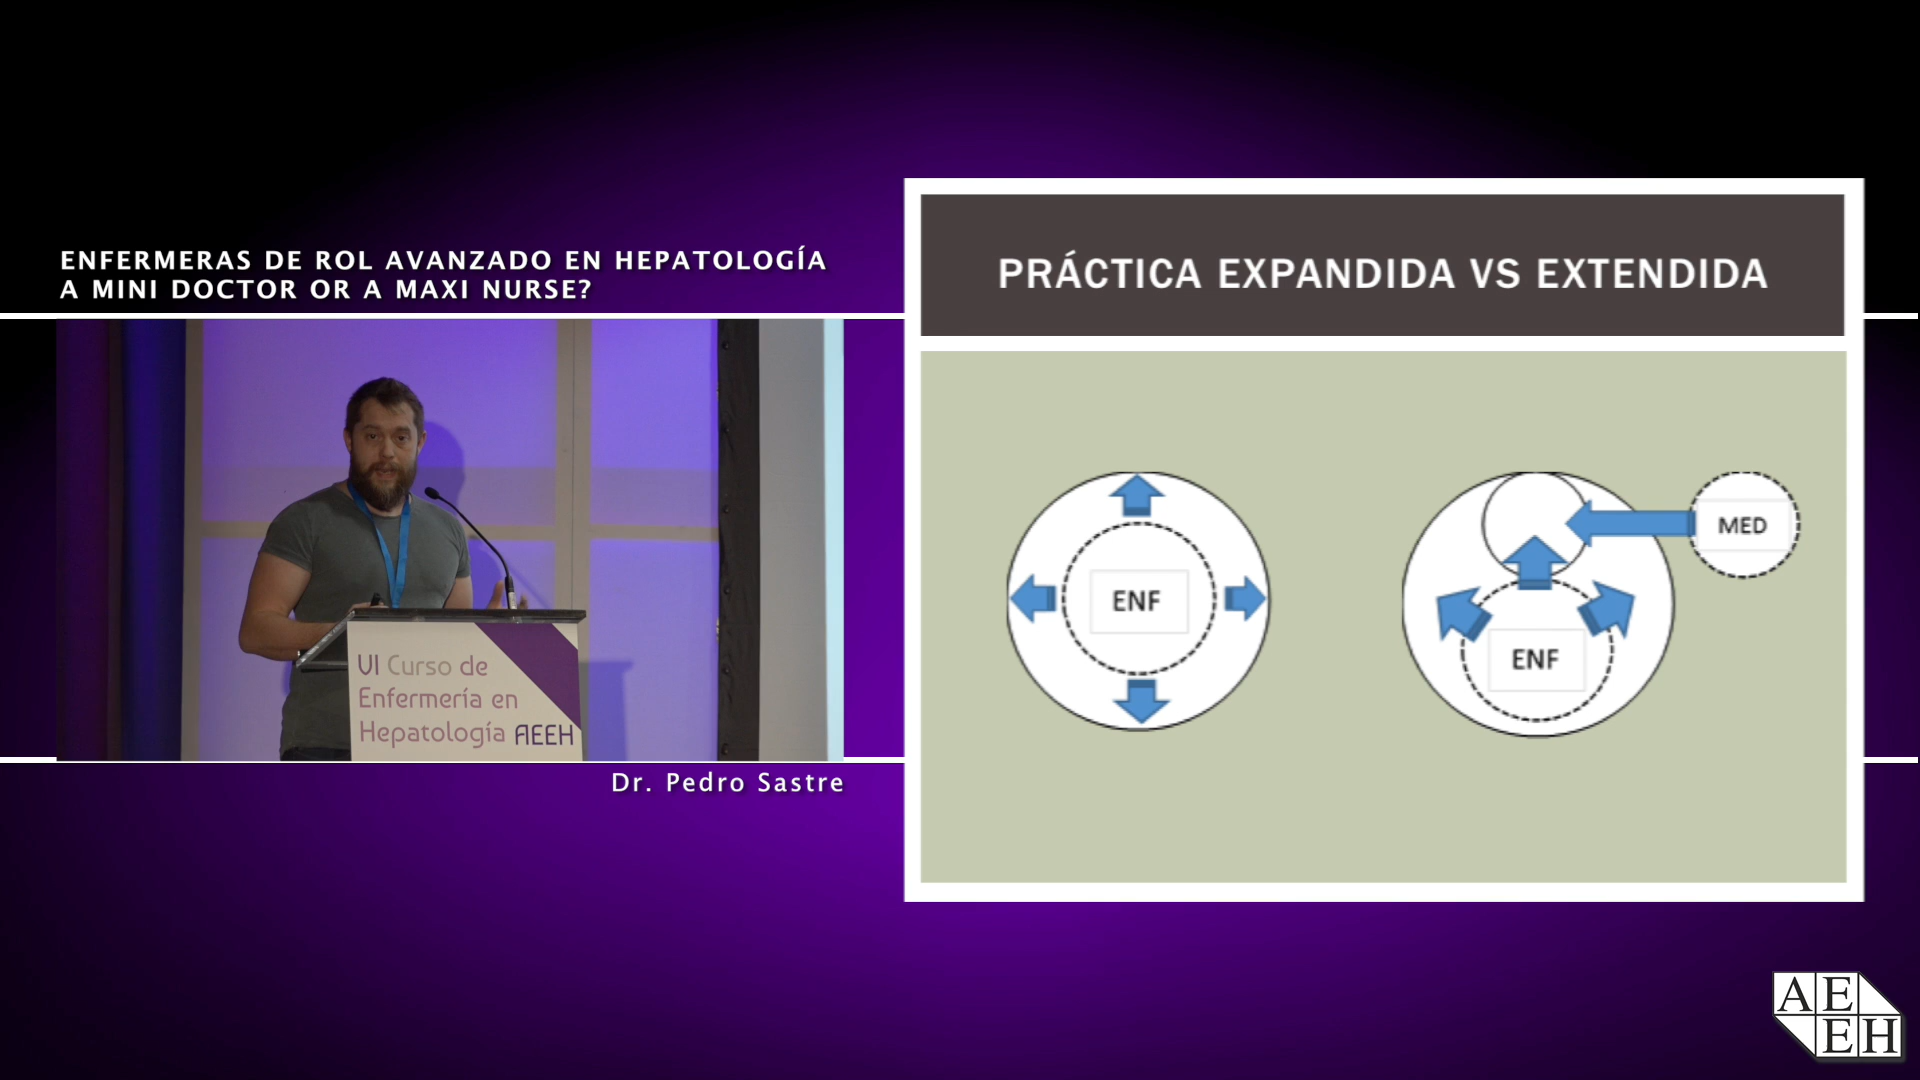 ENFERMERAS DE ROL AVANZADO EN HEPATOLOGÍA
A MINI DOCTOR OR A MAXI NURSE?
VI Curso de
Enfermería en
Hepatología AEEH
Dr. Pedro Sastre
PRÁCTICA EXPANDIDA VS EXTENDIDA
ENF
MED
ENF
AE
EH